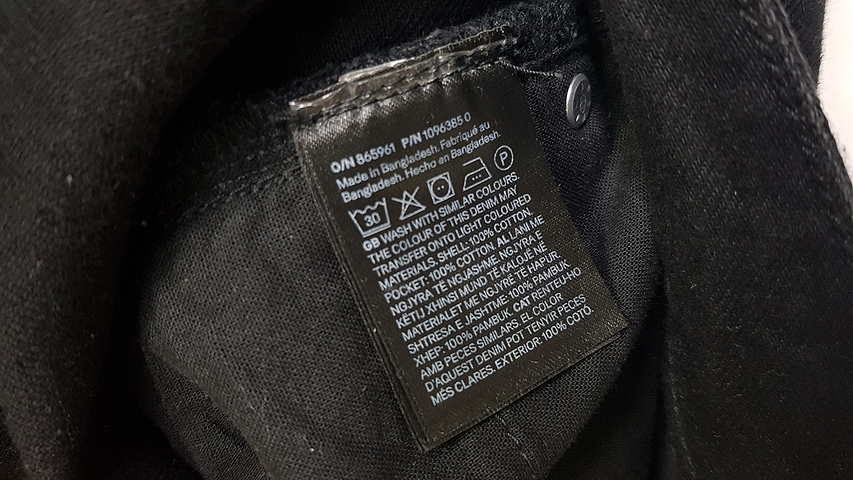 O/N 865961 P/N 1096385 0
Made in Bangladesh. Fabriqué au
Bangladesh. Hecho en Bangladesh.
30 P
GB WASH WITH SIMILAR COLOURS.
THE COLOUR OF THIS DENIM MAY
TRANSFER ONTO LIGHT COLOURED
MATERIALS. SHELL: 100% COTTON.
POCKET: 100% COTTON. AL LANI ME
NGJYRA TË NGJASHME. NGJYRA E
KËTIJ XHINSI MUND TË KALOJË NË
MATERIALET ME NGJYRË TË HAPUR.
SHTRESA E JASHTME: 100% PAMBUK.
XHEP: 100% PAMBUK. CAT RENTEU-HO
AMB PECES SIMILARS. EL COLOR
D'AQUEST DENIM POT TENYIR PECES
MÉS CLARES. EXTERIOR: 100% COTÓ.